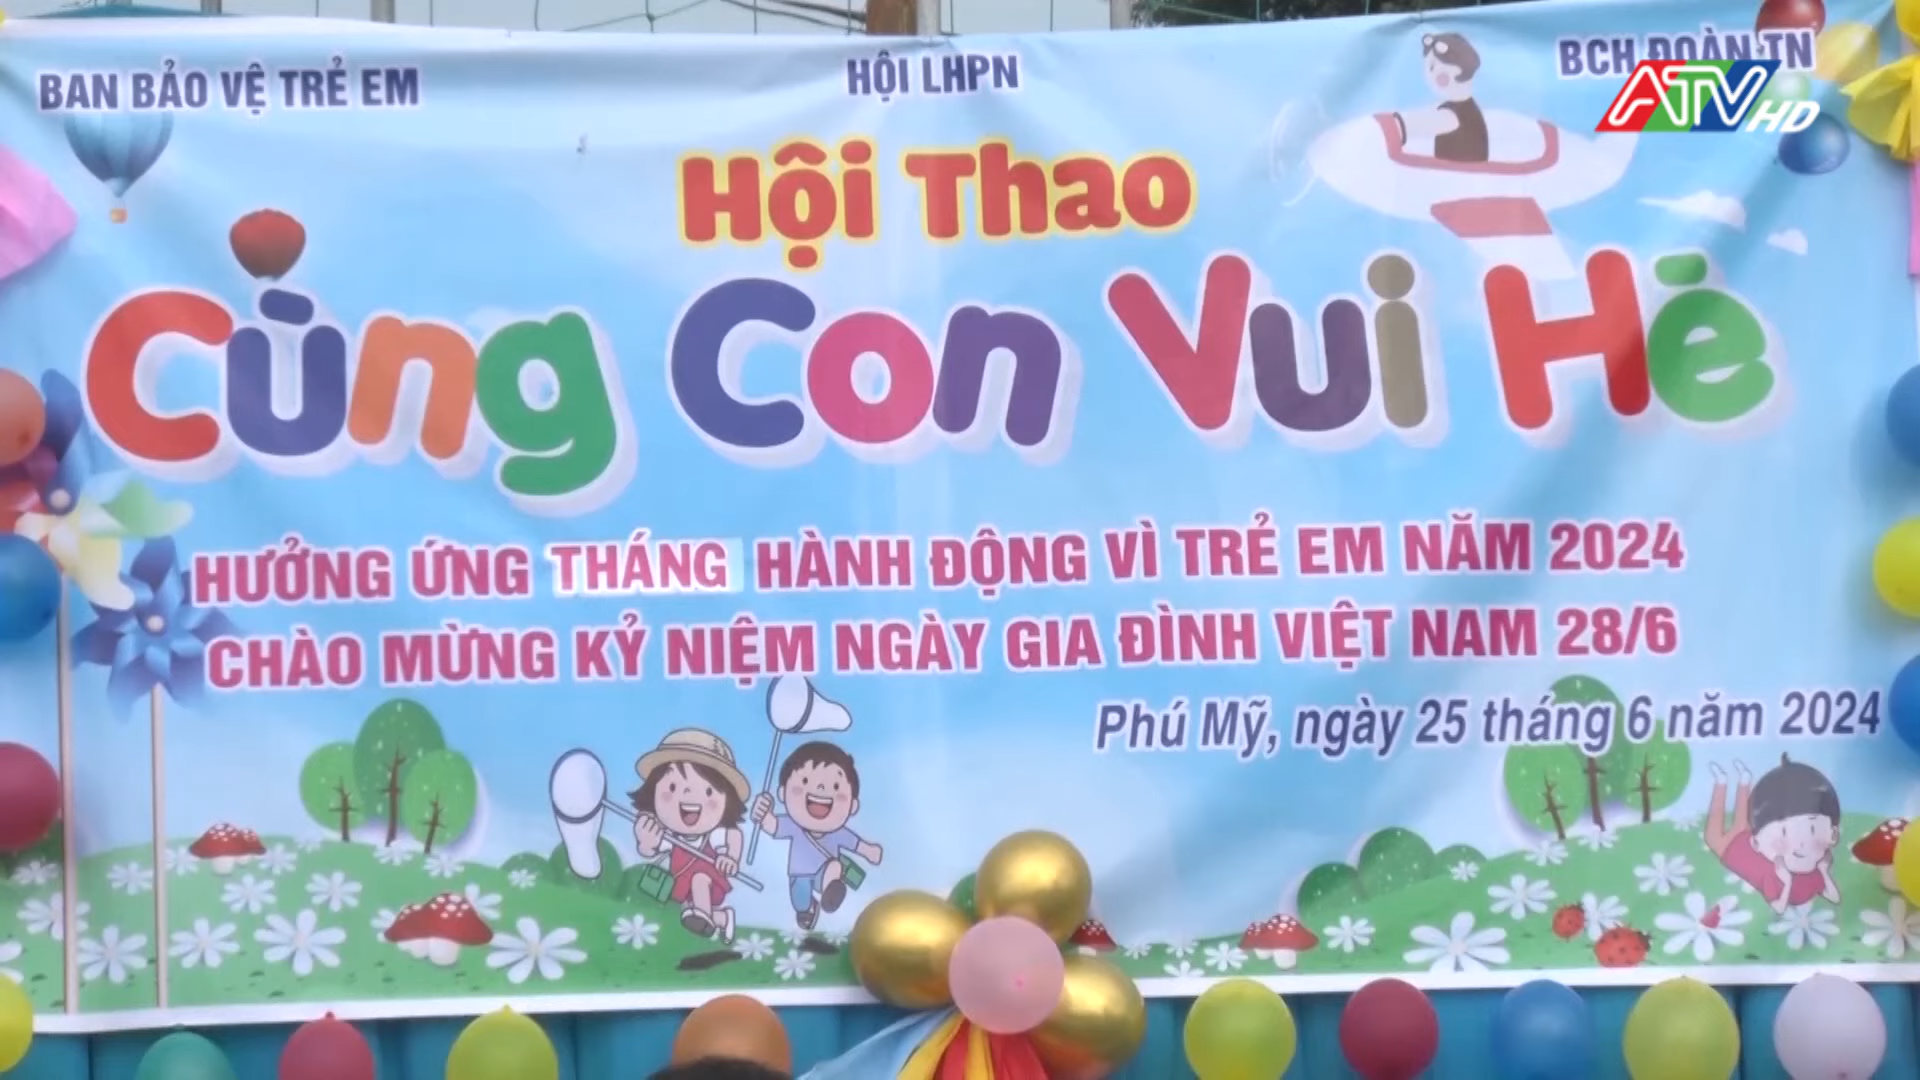 BAN BẢO VỆ TRẺ EM
HỘI LHPN
BCH ĐOÀN TN
ATV HD
Hội Thao
Cùng Con Vui Hè
HƯỞNG ỨNG THÁNG HÀNH ĐỘNG VÌ TRẺ EM NĂM 2024
CHÀO MỪNG KỶ NIỆM NGÀY GIA ĐÌNH VIỆT NAM 28/6
Phú Mỹ, ngày 25 tháng 6 năm 2024